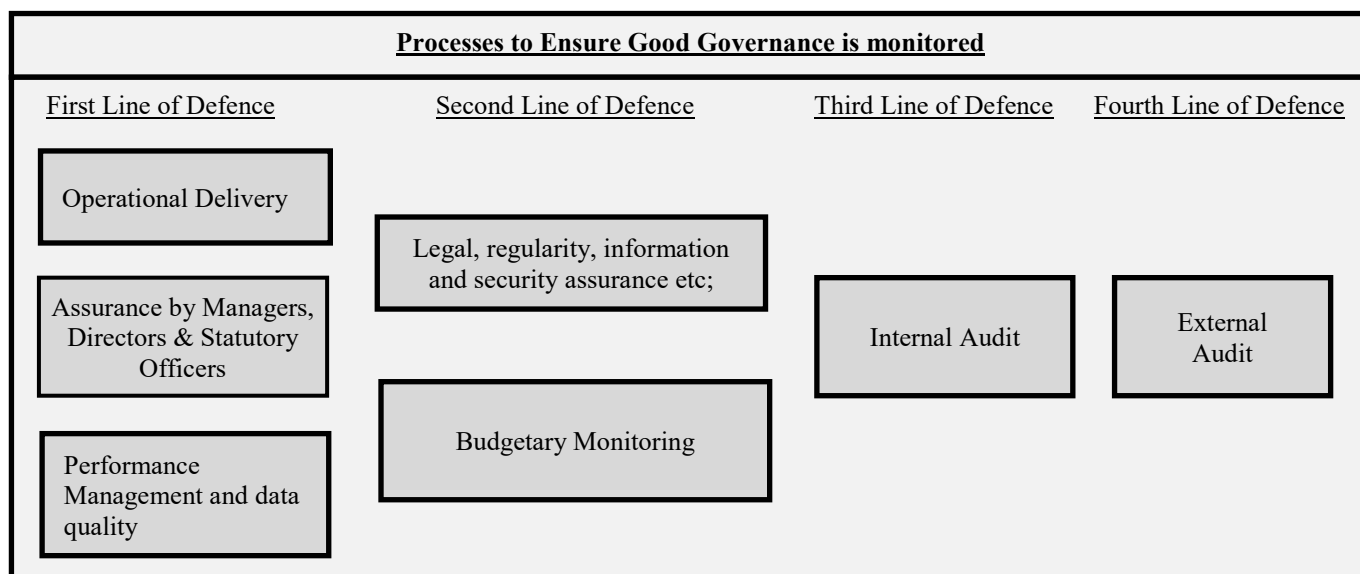 Processes to Ensure Good Governance is monitored
First Line of Defence
Second Line of Defence
Third Line of Defence
Fourth Line of Defence
Operational Delivery
Assurance by Managers,
Directors & Statutory
Officers
Performance
Management and data
quality
Legal, regularity, information
and security assurance etc;
Budgetary Monitoring
Internal Audit
External
Audit